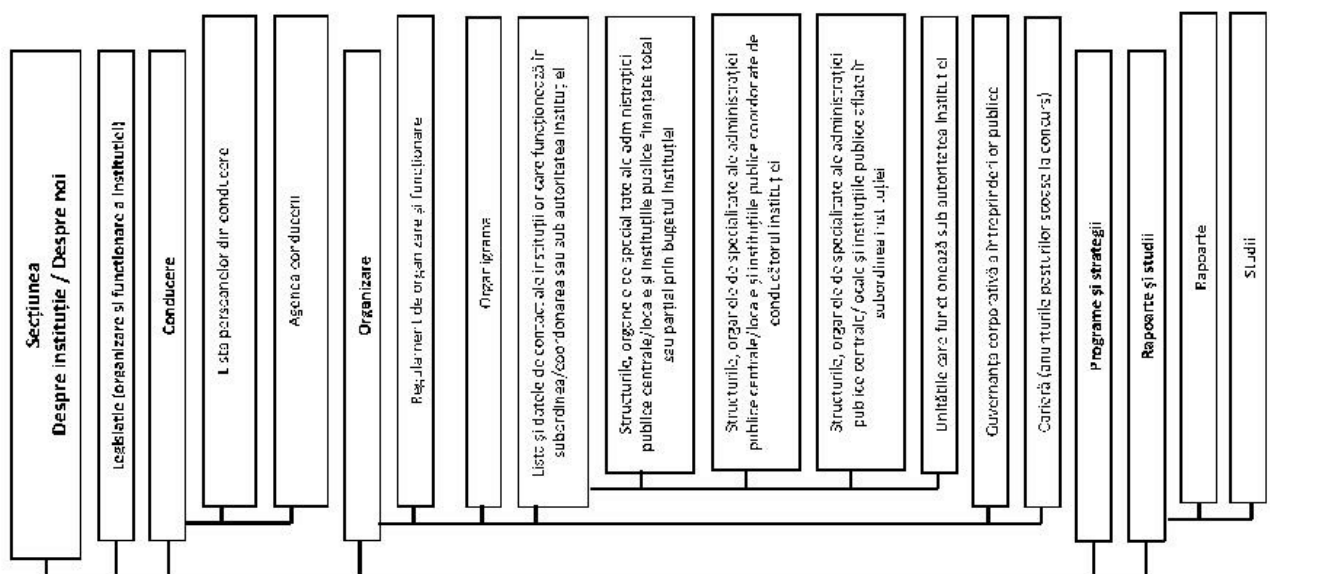 Secțiunea
Despre instituție / Despre noi
Legislație (organizare și funcționare a instituției)
Conducere
Lista persoanelor din conducere
Agenda conducerii
Organizare
Regulament de organizare și funcționare
Organigrama
Lista și datele de contact ale instituțiilor care funcționează în
subordinea/coordonarea sau sub autoritatea instituției
Structurile, organele de specialitate ale administrației
publice centrale/locale și instituțiile publice finanțate total
sau parțial prin bugetul instituției
Structurile, organele de specialitate ale administrației
publice centrale/locale și instituțiile publice coordonate de
conducătorul instituției
Structurile, organele de specialitate ale administrației
publice centrale/locale și instituțiile publice aflate în
subordinea instituției
Unitățile care funcționează sub autoritatea instituției
Guvernanța corporativă a întreprinderilor publice
Carieră (anunțurile posturilor scoase la concurs)
Programe și strategii
Rapoarte și studii
Rapoarte
Studii